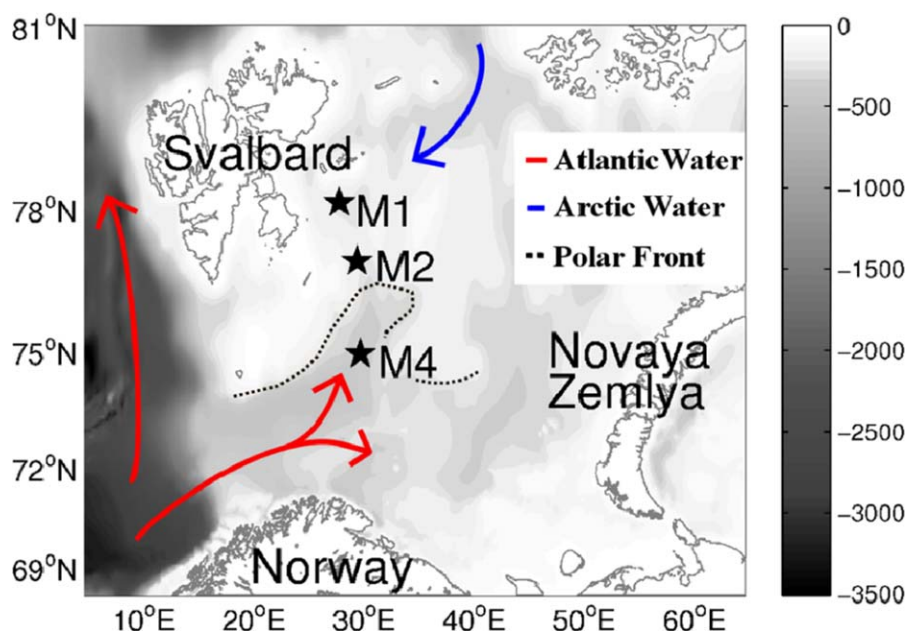 81°N
78°N
75°N
72°N
69°N
10°E
20°E
30°E
40°E
50°E
60°E
Svalbard
M1
M2
M4
Novaya
Zemlya
Norway
Atlantic Water
Arctic Water
Polar Front
0
−500
−1000
−1500
−2000
−2500
−3000
−3500